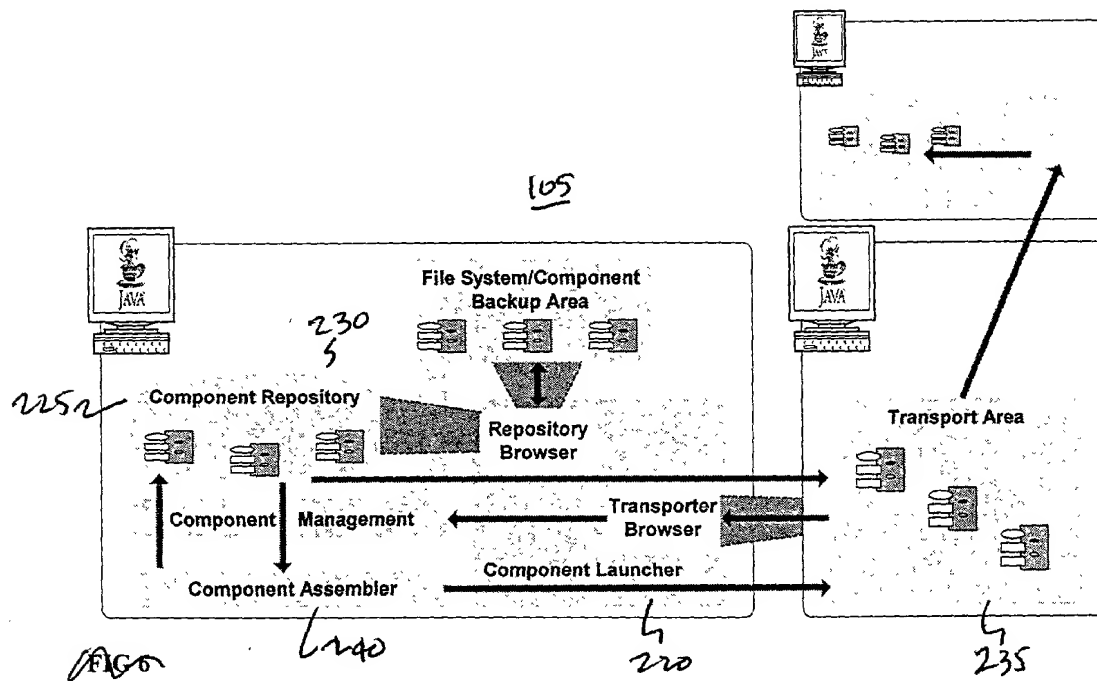 105
JAVA
File System/Component
Backup Area
JAVA
230
225
Component Repository
Repository
Browser
Transport Area
Component
Management
Transporter
Browser
Component Assembler
Component Launcher
240
220
235
FIG 6